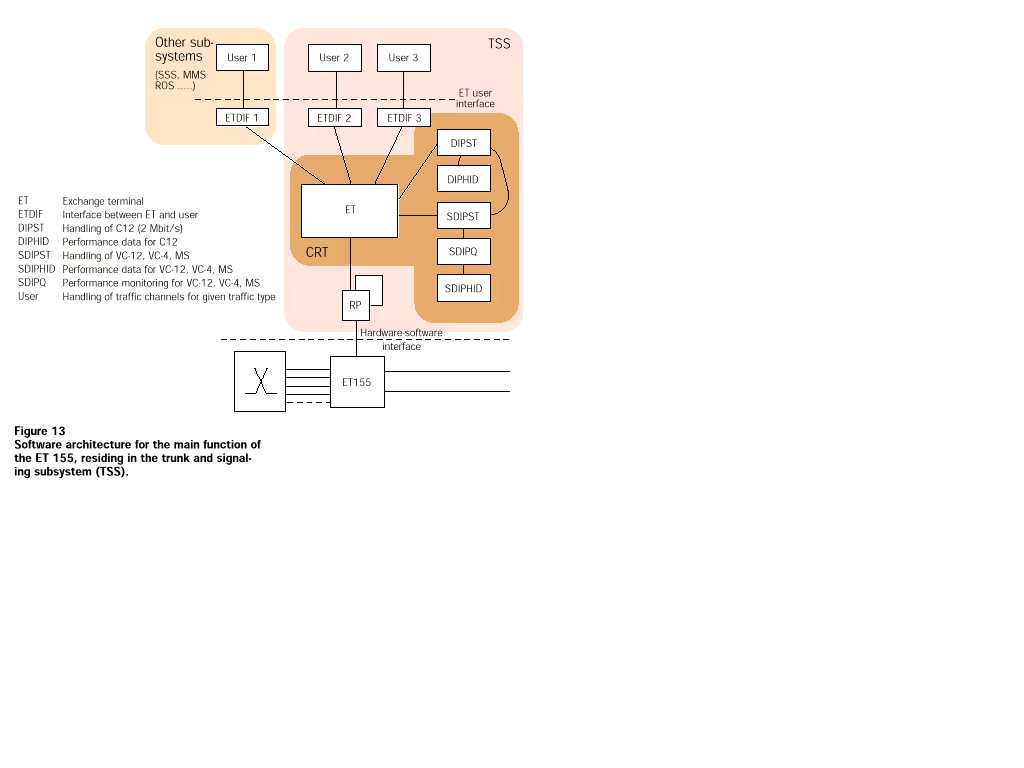 Other sub-
systems
(SSS, MMS
ROS .....)
TSS
User 1
User 2
User 3
ET user
interface
ETDIF 1
ETDIF 2
ETDIF 3
DIPST
DIPHID
ET
SDIPST
CRT
SDIPQ
SDIPHID
RP
ET Exchange terminal
ETDIF Interface between ET and user
DIPST Handling of C12 (2 Mbit/s)
DIPHID Performance data for C12
SDIPST Handling of VC-12, VC-4, MS
SDIPHID Performance data for VC-12, VC-4, MS
SDIPQ Performance monitoring for VC-12, VC-4, MS
User Handling of traffic channels for given traffic type
Hardware-software
interface
ET155
Figure 13
Software architecture for the main function of
the ET 155, residing in the trunk and signal-
ing subsystem (TSS).